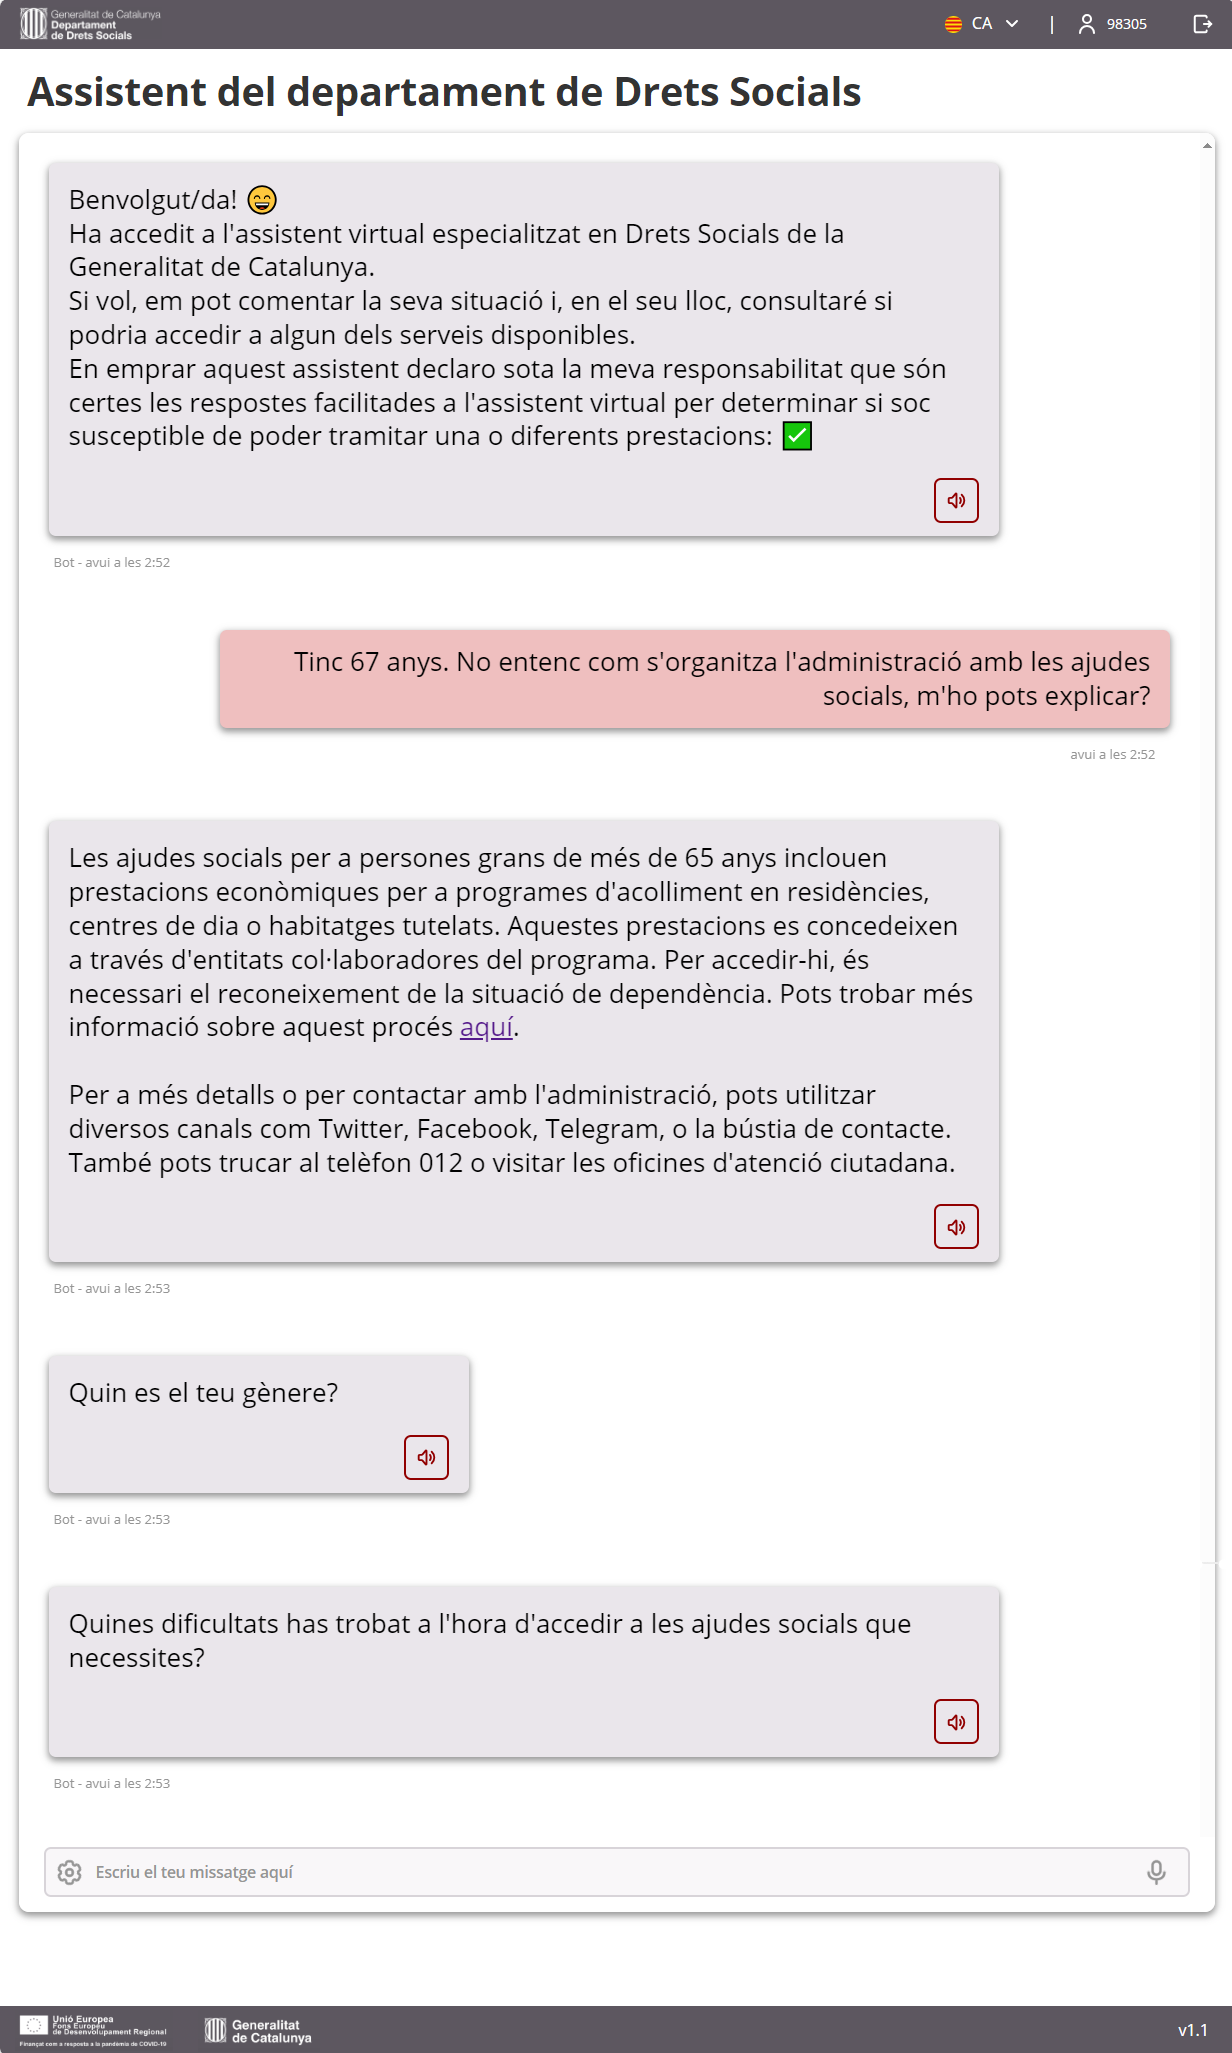 Generalitat de Catalunya
Departament
de Drets Socials
CA
98305
Assistent del departament de Drets Socials
Benvolgut/da! 😄
Ha accedit a l'assistent virtual especialitzat en Drets Socials de la
Generalitat de Catalunya.
Si vol, em pot comentar la seva situació i, en el seu lloc, consultaré si
podria accedir a algun dels serveis disponibles.
En emprar aquest assistent declaro sota la meva responsabilitat que són
certes les respostes facilitades a l'assistent virtual per determinar si soc
susceptible de poder tramitar una o diferents prestacions: ✅
Bot - avui a les 2:52
Tinc 67 anys. No entenc com s'organitza l'administració amb les ajudes
socials, m'ho pots explicar?
avui a les 2:52
Les ajudes socials per a persones grans de més de 65 anys inclouen
prestacions econòmiques per a programes d'acolliment en residències,
centres de dia o habitatges tutelats. Aquestes prestacions es concedeixen
a través d'entitats col·laboradores del programa. Per accedir-hi, és
necessari el reconeixement de la situació de dependència. Pots trobar més
informació sobre aquest procés aquí.
Per a més detalls o per contactar amb l'administració, pots utilitzar
diversos canals com Twitter, Facebook, Telegram, o la bústia de contacte.
També pots trucar al telèfon 012 o visitar les oficines d'atenció ciutadana.
Bot - avui a les 2:53
Quin es el teu gènere?
Bot - avui a les 2:53
Quines dificultats has trobat a l'hora d'accedir a les ajudes socials que
necessites?
Bot - avui a les 2:53
Escriu el teu missatge aquí
Unió Europea
Fons Europeu
de Desenvolupament Regional
Finançat com a resposta a la pandèmia de COVID-19
Generalitat
de Catalunya
v1.1